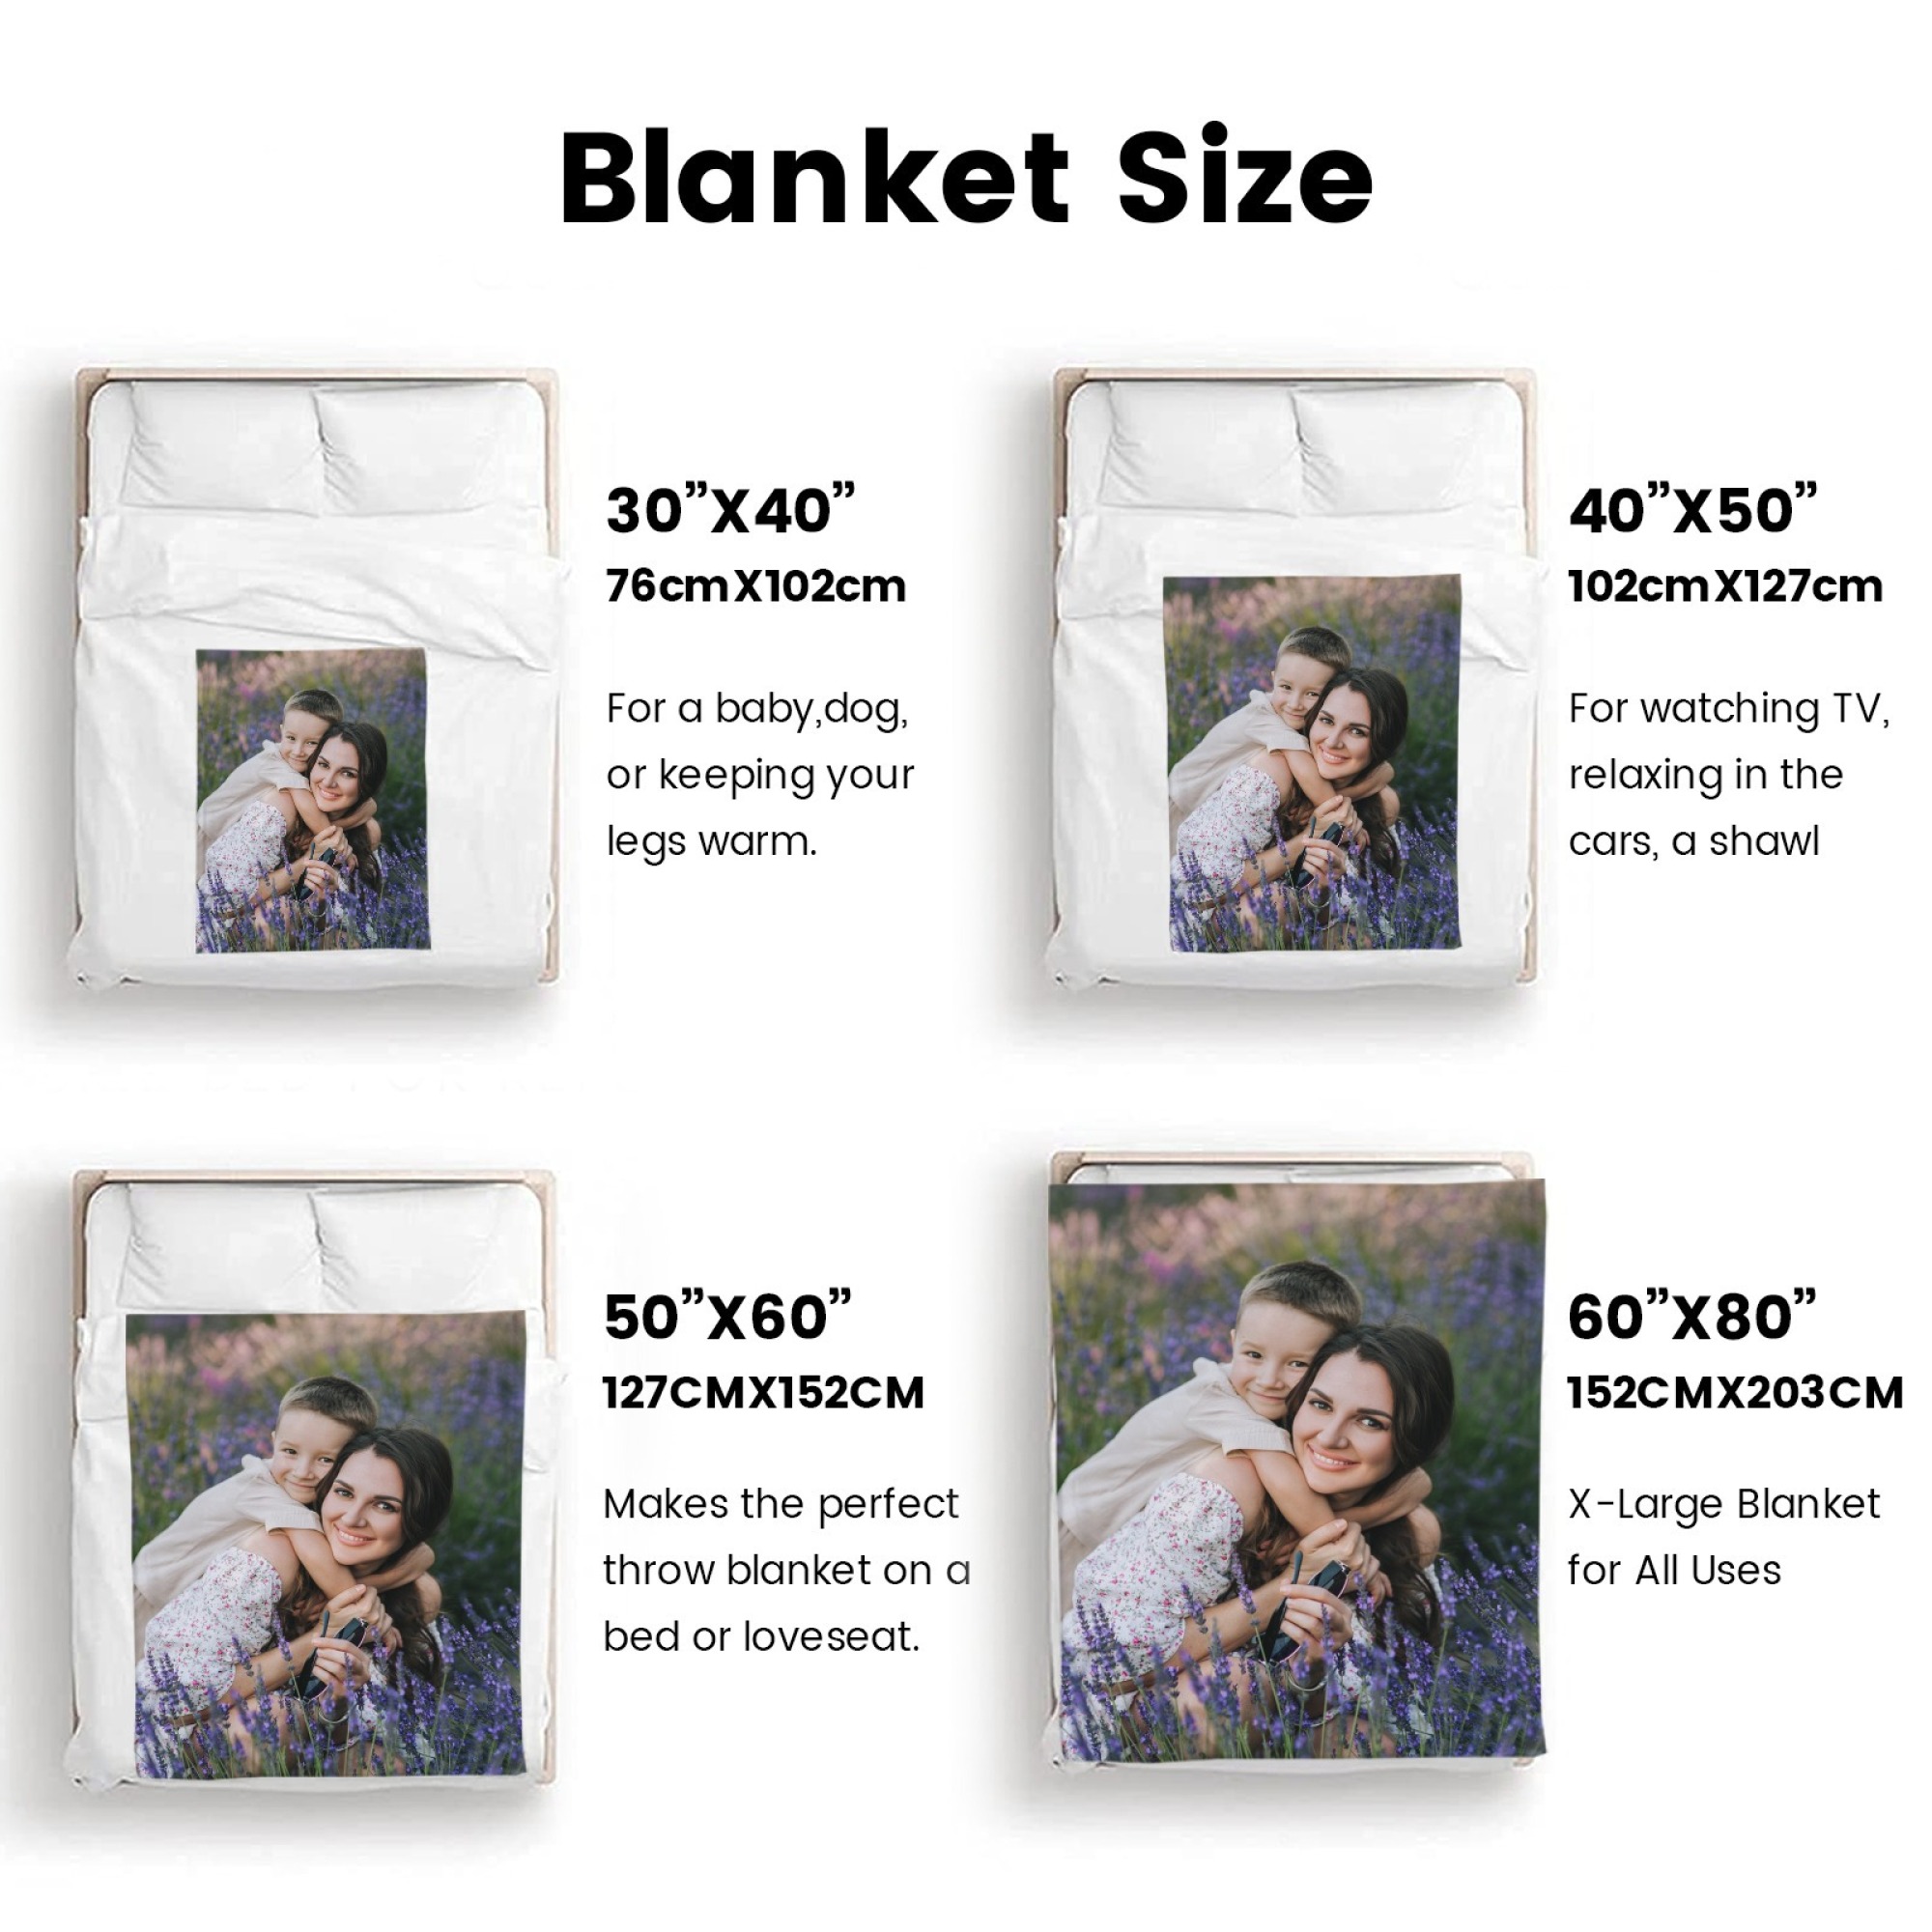 Blanket Size
30”X40”
76cmX102cm
For a baby,dog,
or keeping your
legs warm.
40”X50”
102cmX127cm
For watching TV,
relaxing in the
cars, a shawl
50”X60”
127CMX152CM
Makes the perfect
throw blanket on a
bed or loveseat.
60”X80”
152CMX203CM
X-Large Blanket
for All Uses